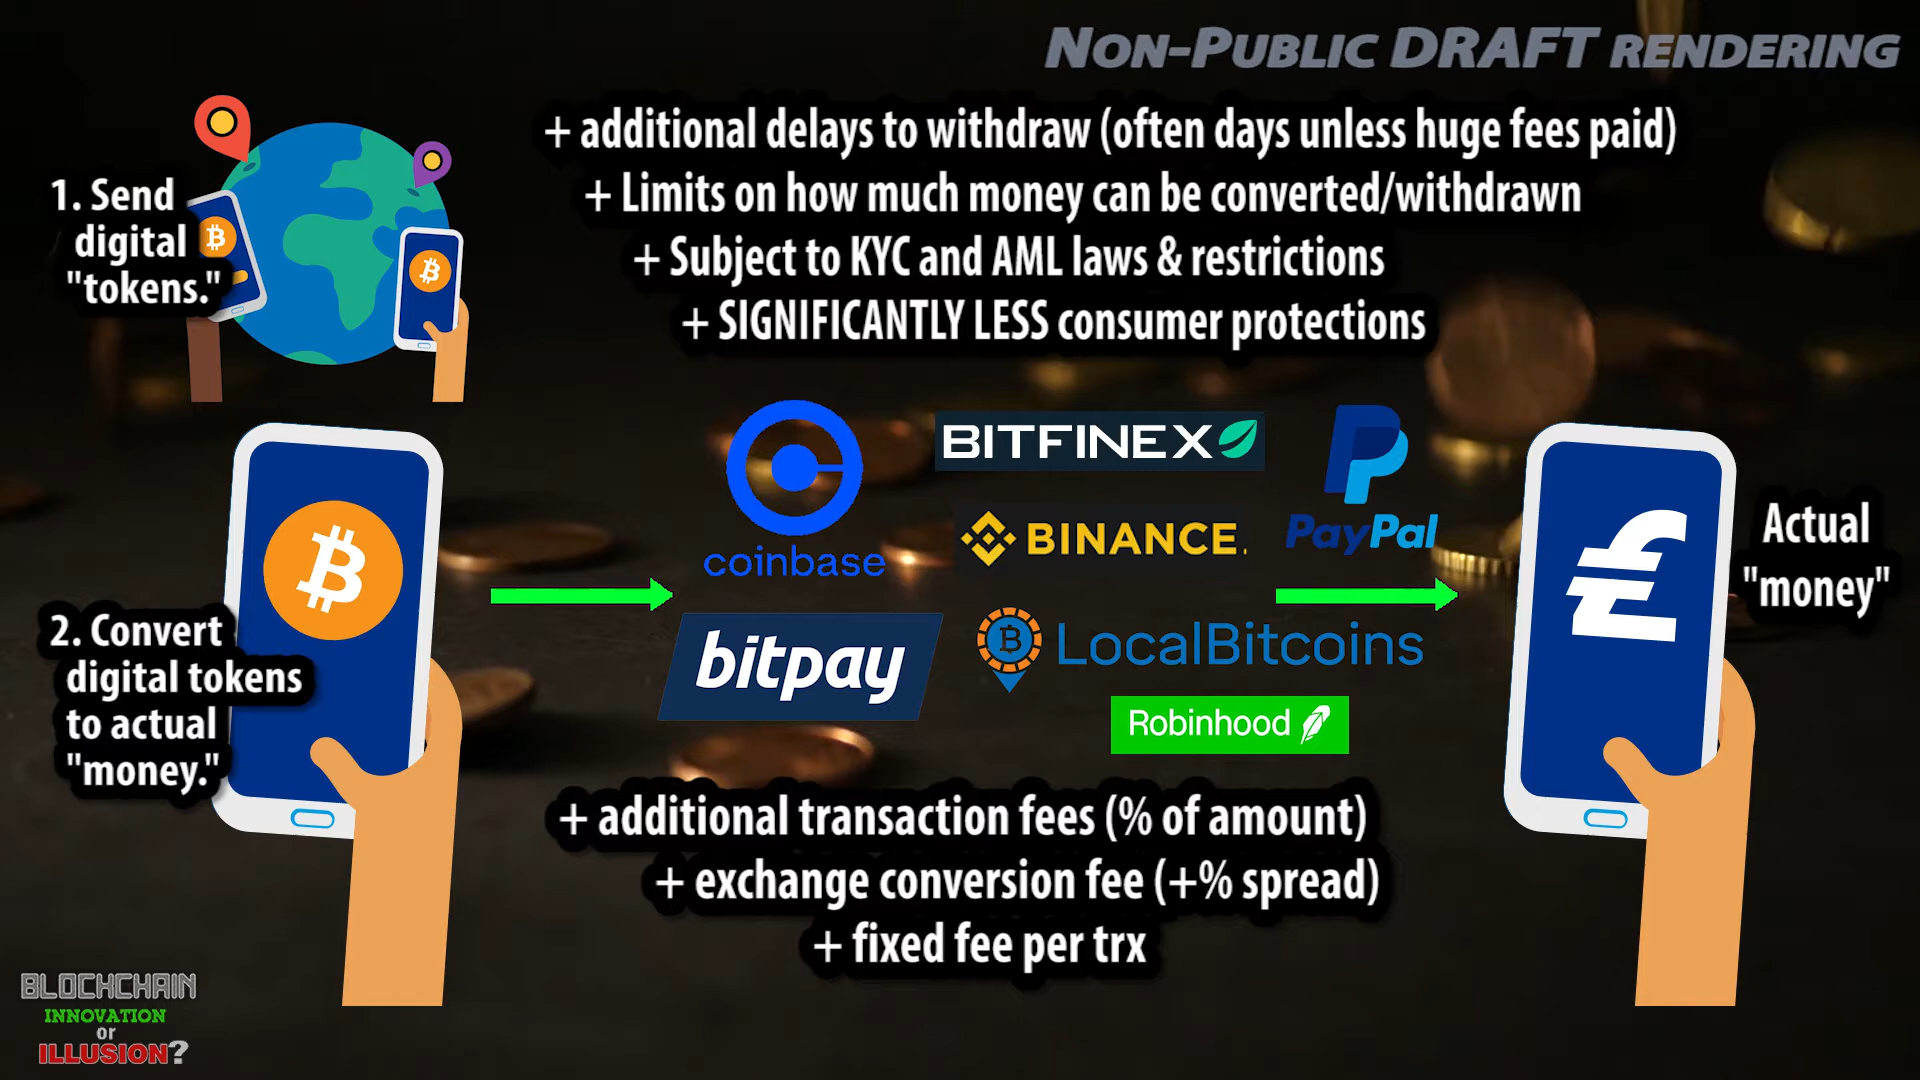 NON-PUBLIC DRAFT RENDERING
+ additional delays to withdraw (often days unless huge fees paid)
+ Limits on how much money can be converted/withdrawn
+ Subject to KYC and AML laws & restrictions
+ SIGNIFICANTLY LESS consumer protections
1. Send
digital
"tokens."
coinbase
BITFINEX
BINANCE.
PayPal
bitpay
LocalBitcoins
Robinhood
Actual
"money"
2. Convert
digital tokens
to actual
"money."
+ additional transaction fees (% of amount)
+ exchange conversion fee (+% spread)
+ fixed fee per trx
BLOCKCHAIN
INNOVATION
or
ILLUSION?